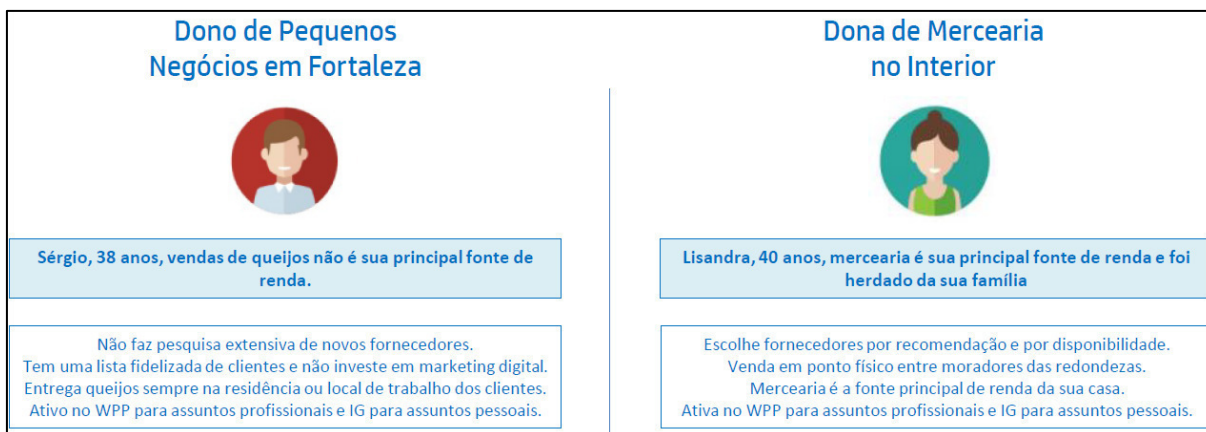 Dono de Pequenos
Negócios em Fortaleza
Sérgio, 38 anos, vendas de queijos não é sua principal fonte de
renda.
Não faz pesquisa extensiva de novos fornecedores.
Tem uma lista fidelizada de clientes e não investe em marketing digital.
Entrega queijos sempre na residência ou local de trabalho dos clientes.
Ativo no WPP para assuntos profissionais e IG para assuntos pessoais.
Dona de Mercearia
no Interior
Lisandra, 40 anos, mercearia é sua principal fonte de renda e foi
herdado da sua família
Escolhe fornecedores por recomendação e por disponibilidade.
Venda em ponto físico entre moradores das redondezas.
Mercearia é a fonte principal de renda da sua casa.
Ativa no WPP para assuntos profissionais e IG para assuntos pessoais.